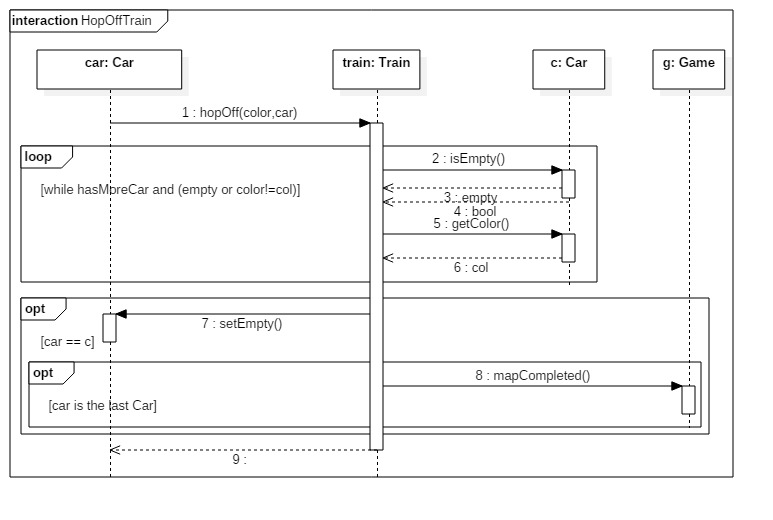 interaction HopOffTrain
car: Car
train: Train
c: Car
g: Game
1 : hopOff(color,car)
loop
2 : isEmpty()
[while hasMoreCar and (empty or color!=col)]
3 : empty
4 : bool
5 : getColor()
6 : col
opt
7 : setEmpty()
[car == c]
opt
8 : mapCompleted()
[car is the last Car]
9 :